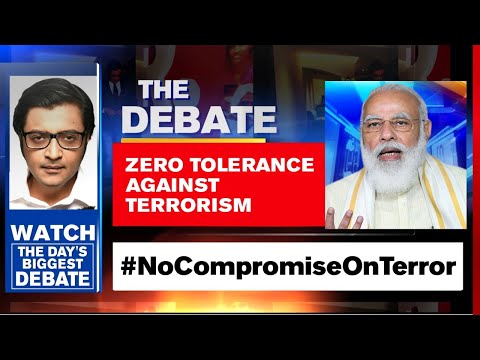 THE
DEBATE
ZERO TOLERANCE
AGAINST
TERRORISM
WATCH
THE DAY'S
BIGGEST
DEBATE
#NoCompromiseOnTerror